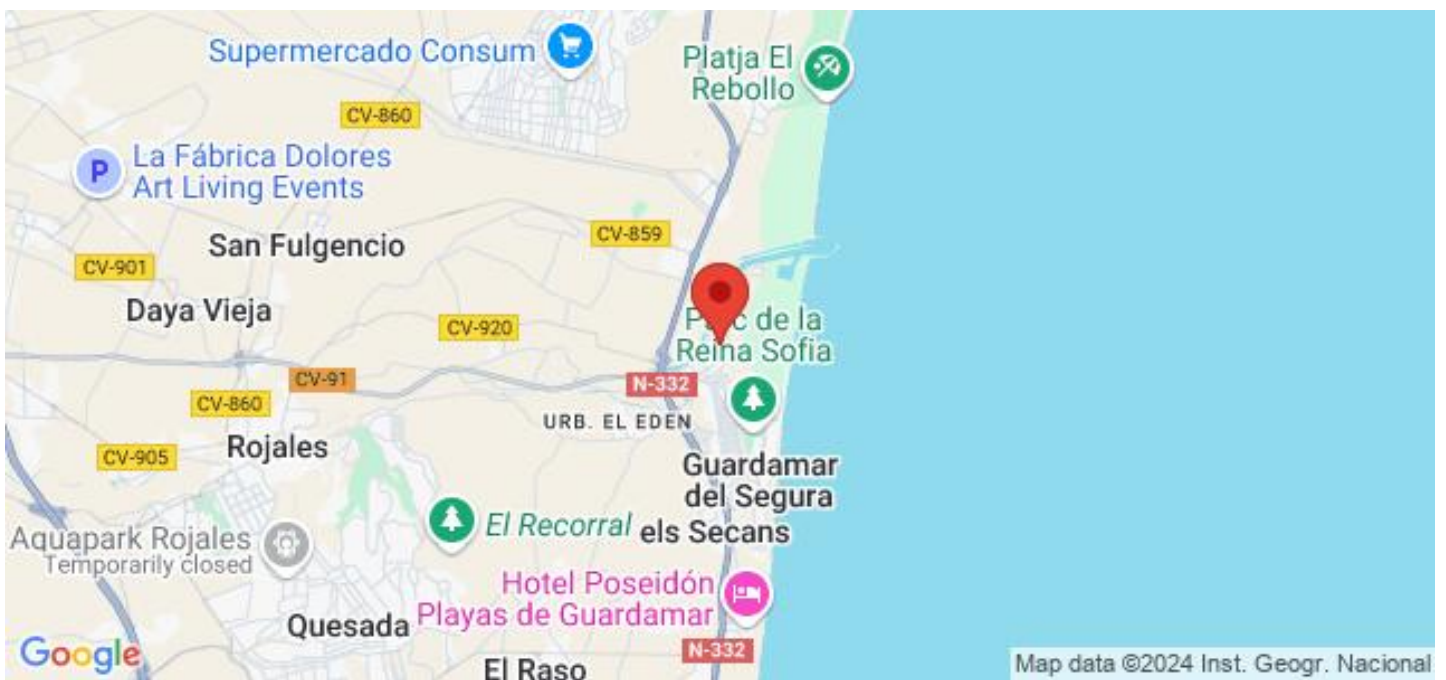 Supermercado Consum
Platja El
Rebollo
CV-860
La Fábrica Dolores
Art Living Events
P
San Fulgencio
CV-859
CV-901
Daya Vieja
CV-920
Parc de la
Reina Sofia
CV-91
N-332
CV-860
URB. EL EDEN
Rojales
CV-905
Guardamar
del Segura
El Recorral
els Secans
Aquapark Rojales
Temporarily closed
Hotel Poseidón
Playas de Guardamar
Quesada
N-332
El Raso
Google
Map data ©2024 Inst. Geogr. Nacional